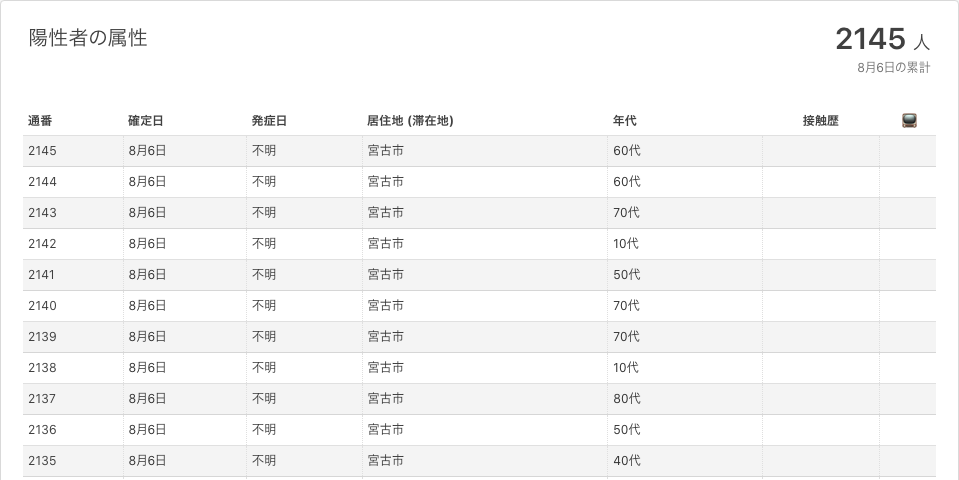 陽性者の属性
2145 人
8月6日の累計
通番 確定日 発症日 居住地 (滞在地) 年代 接触歴
2145 8月6日 不明 宮古市 60代
2144 8月6日 不明 宮古市 60代
2143 8月6日 不明 宮古市 70代
2142 8月6日 不明 宮古市 10代
2141 8月6日 不明 宮古市 50代
2140 8月6日 不明 宮古市 70代
2139 8月6日 不明 宮古市 70代
2138 8月6日 不明 宮古市 10代
2137 8月6日 不明 宮古市 80代
2136 8月6日 不明 宮古市 50代
2135 8月6日 不明 宮古市 40代